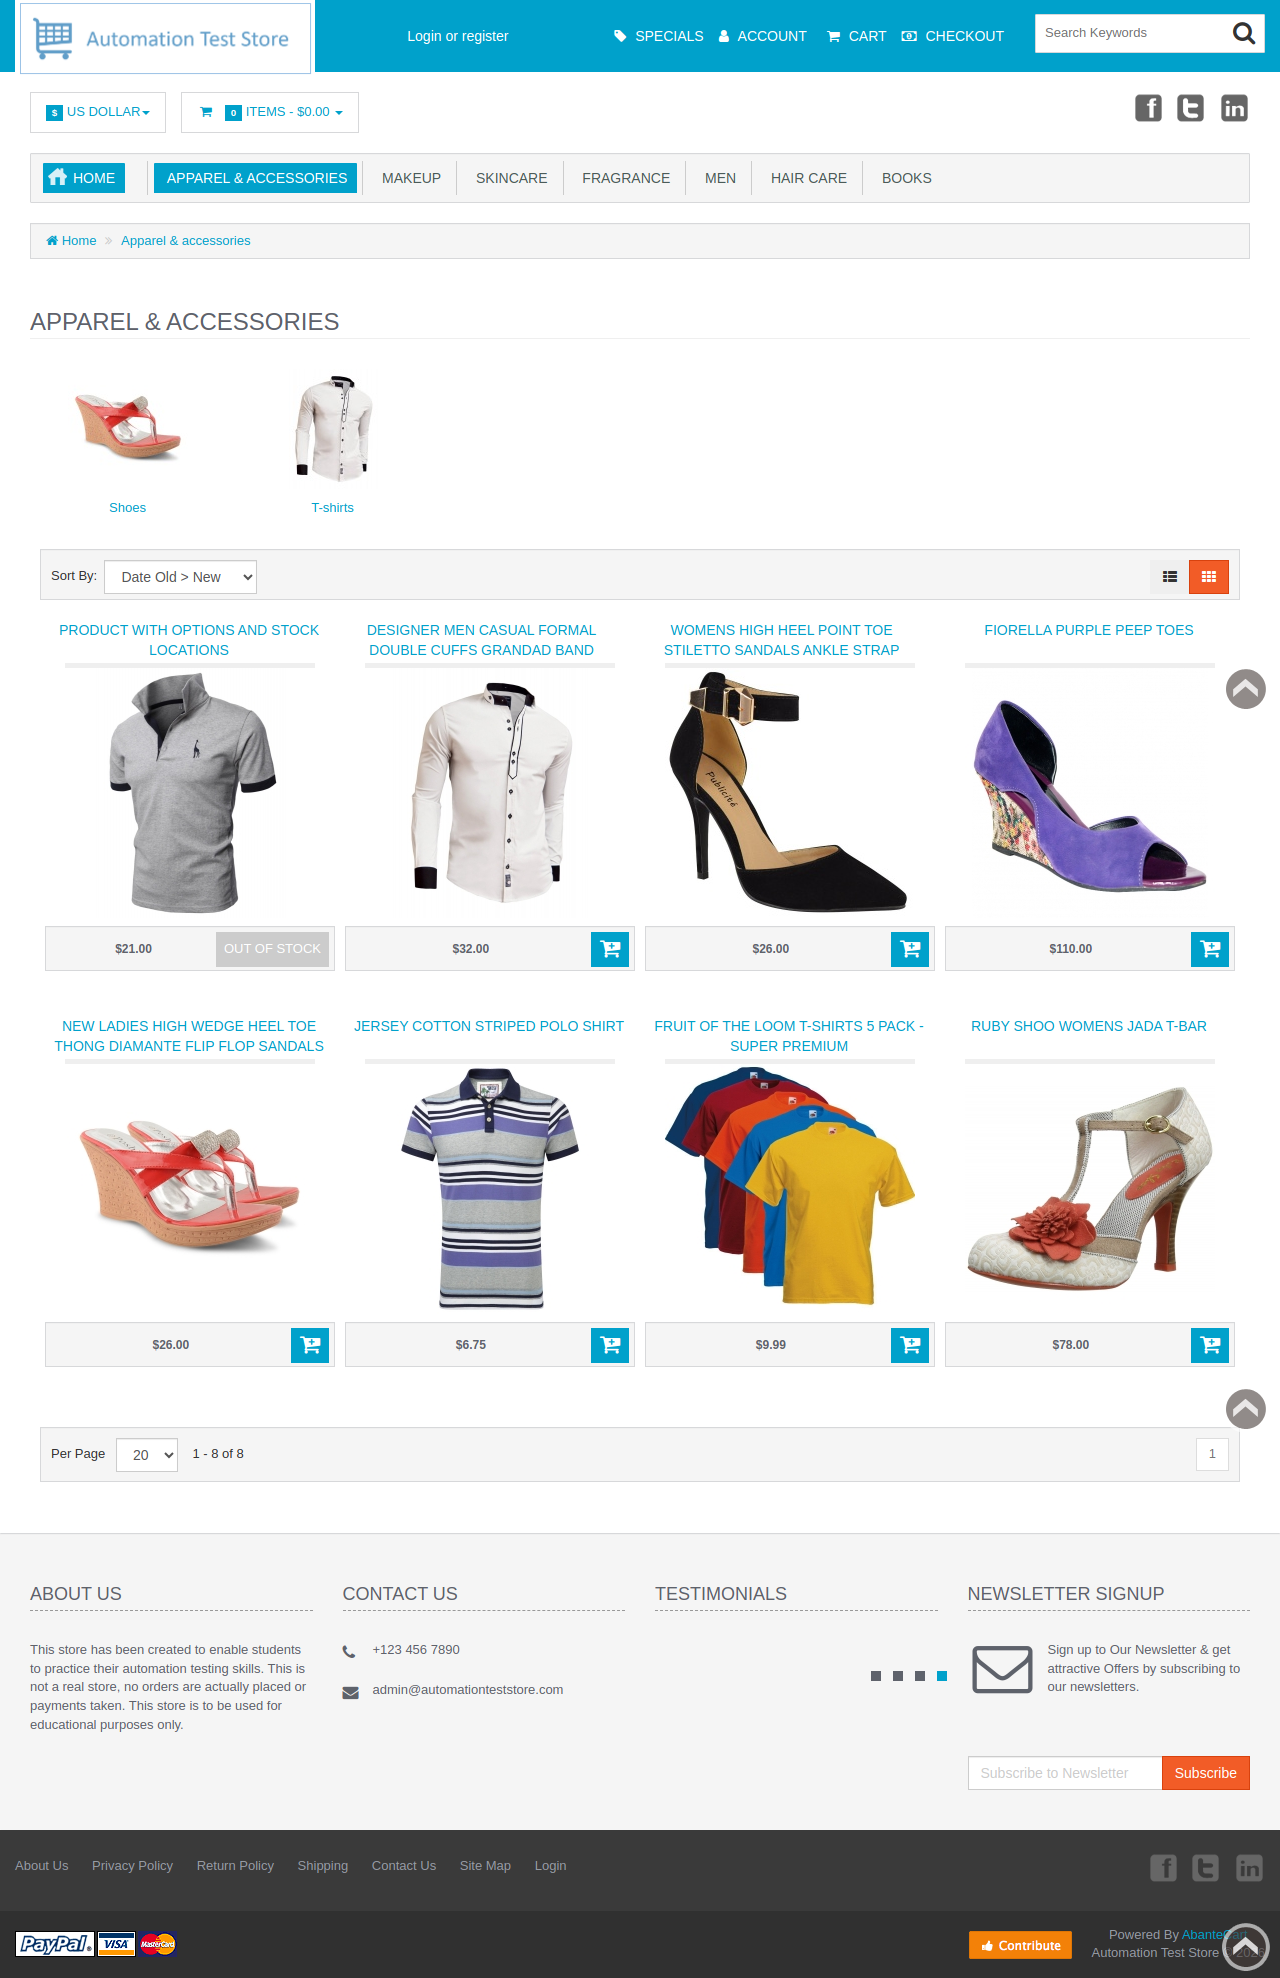 Automation Test Store
Login or register
SPECIALS ACCOUNT CART CHECKOUT
Search Keywords
$ US DOLLAR
0 ITEMS - $0.00
HOME APPAREL & ACCESSORIES MAKEUP SKINCARE FRAGRANCE MEN HAIR CARE BOOKS
Home » Apparel & accessories
APPAREL & ACCESSORIES
Shoes T-shirts
Sort By: Date Old > New
PRODUCT WITH OPTIONS AND STOCK
LOCATIONS
DESIGNER MEN CASUAL FORMAL
DOUBLE CUFFS GRANDAD BAND
WOMENS HIGH HEEL POINT TOE
STILETTO SANDALS ANKLE STRAP
FIORELLA PURPLE PEEP TOES
Publicité
$21.00 OUT OF STOCK
$32.00
$26.00
$110.00
NEW LADIES HIGH WEDGE HEEL TOE
THONG DIAMANTE FLIP FLOP SANDALS
JERSEY COTTON STRIPED POLO SHIRT
FRUIT OF THE LOOM T-SHIRTS 5 PACK -
SUPER PREMIUM
RUBY SHOO WOMENS JADA T-BAR
$26.00
$6.75
$9.99
$78.00
Per Page 20 1 - 8 of 8
1
ABOUT US
This store has been created to enable students
to practice their automation testing skills. This is
not a real store, no orders are actually placed or
payments taken. This store is to be used for
educational purposes only.
CONTACT US
+123 456 7890
admin@automationteststore.com
TESTIMONIALS
NEWSLETTER SIGNUP
Sign up to Our Newsletter & get
attractive Offers by subscribing to
our newsletters.
Subscribe to Newsletter Subscribe
About Us Privacy Policy Return Policy Shipping Contact Us Site Map Login
PayPal VISA MasterCard
Contribute
Powered By
Automation Test Store